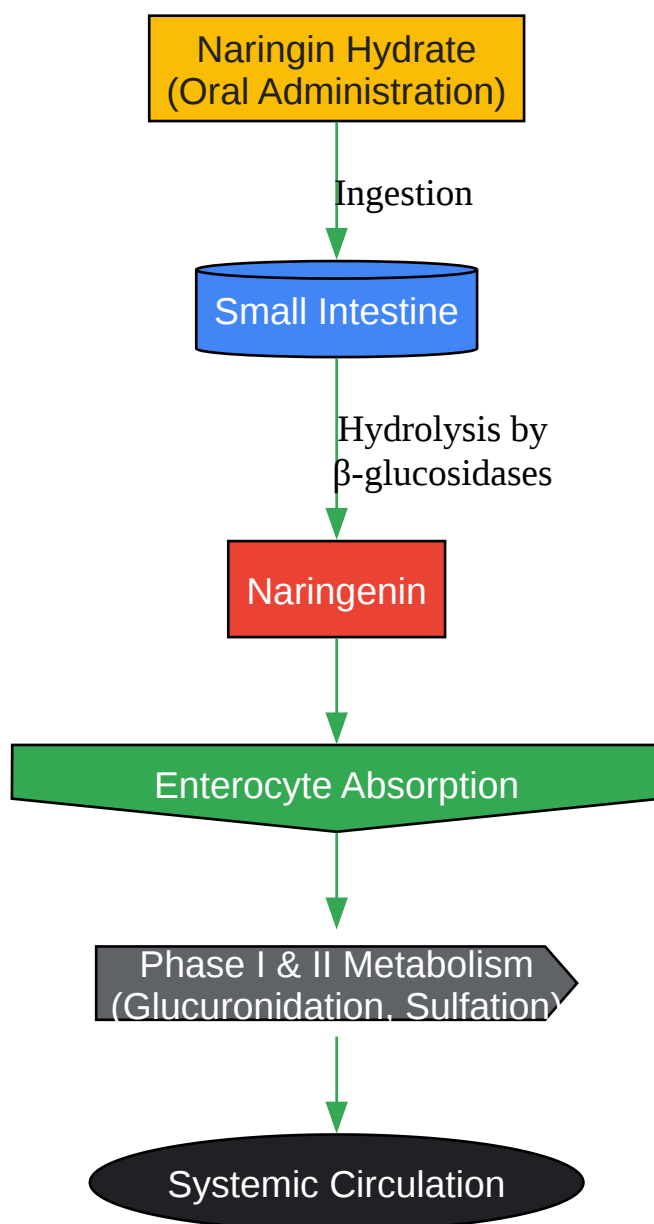 Naringin Hydrate
(Oral Administration)
Ingestion
Small Intestine
Hydrolysis by
β-glucosidases
Naringenin
Enterocyte Absorption
Phase I & II Metabolism
(Glucuronidation, Sulfation)
Systemic Circulation